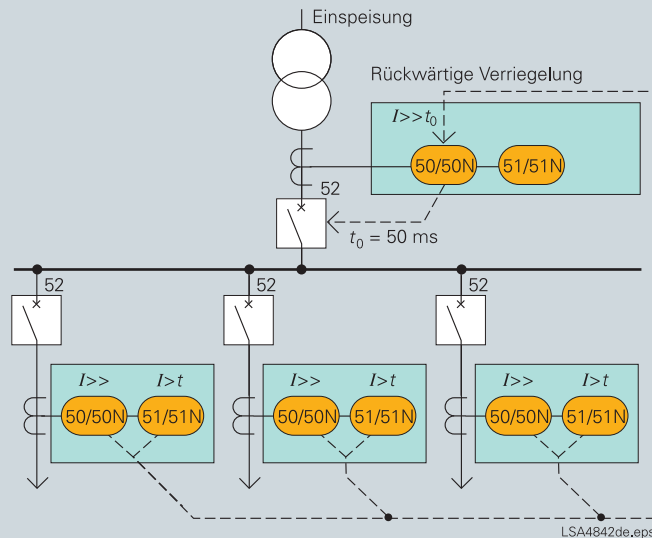 Einspeisung
Rückwärtige Verriegelung
I>>t₀
50/50N
51/51N
52
t₀ = 50 ms
52
52
52
I>>
I>t
I>>
I>t
I>>
I>t
50/50N
51/51N
50/50N
51/51N
50/50N
51/51N
LSA4842de.eps